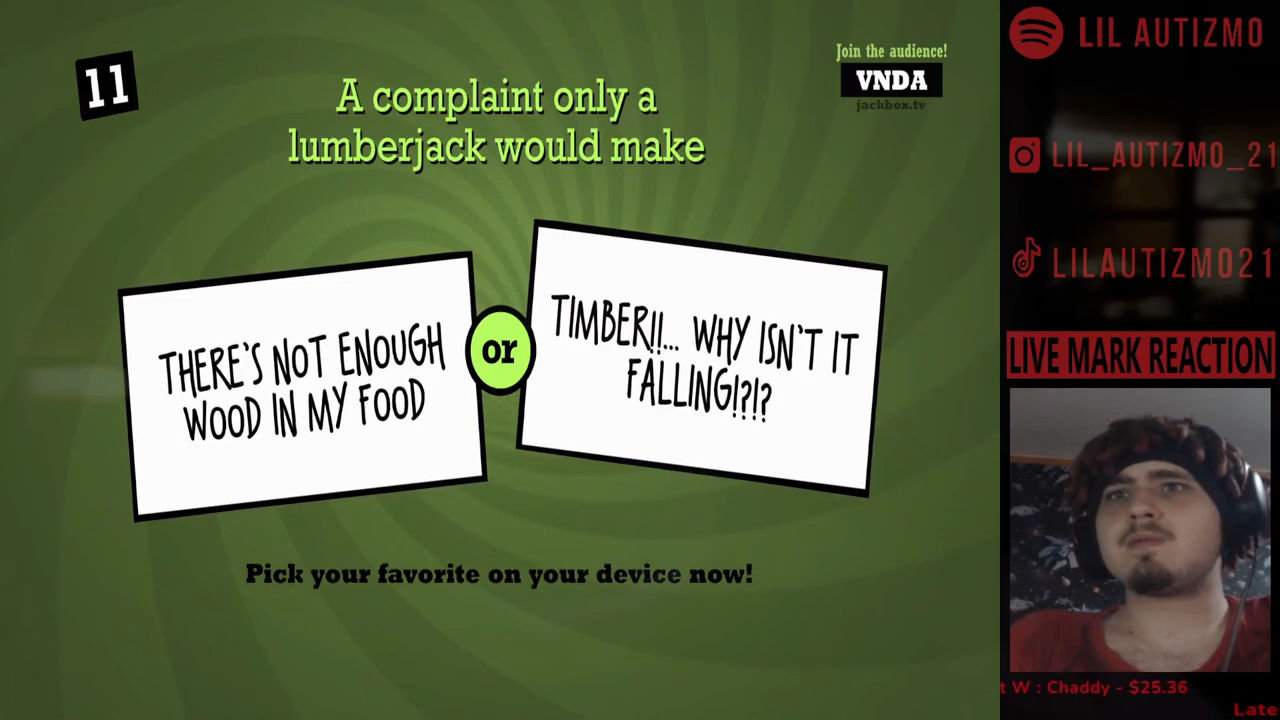 11
A complaint only a
lumberjack would make
Join the audience!
VNDA
jackbox.tv
THERE'S NOT ENOUGH
WOOD IN MY FOOD
or
TIMBER!!... WHY ISN'T IT
FALLING!?!?
Pick your favorite on your device now!
LIL AUTIZMO
LIL_AUTIZMO_21
LILAUTIZMO21
LIVE MARK REACTION
t W : Chaddy - $25.36
Late